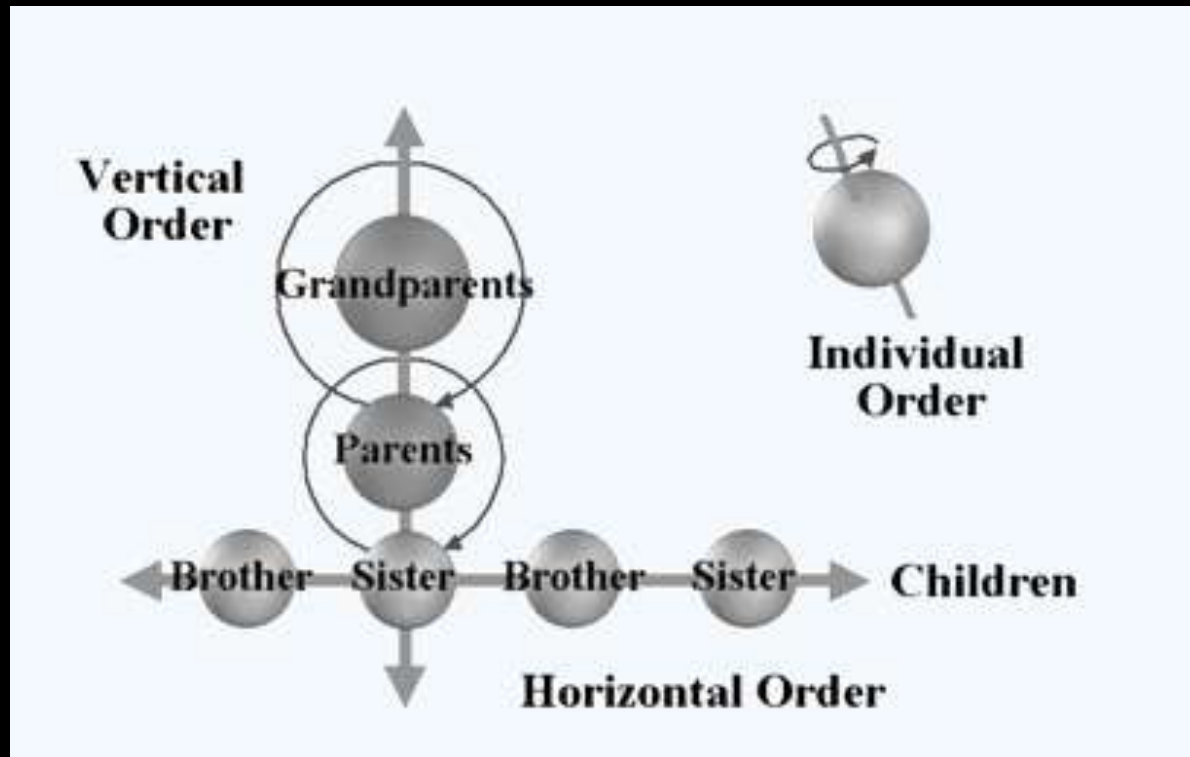 Vertical
Order
Grandparents
Individual
Order
Parents
Brother Sister Brother Sister Children
Horizontal Order